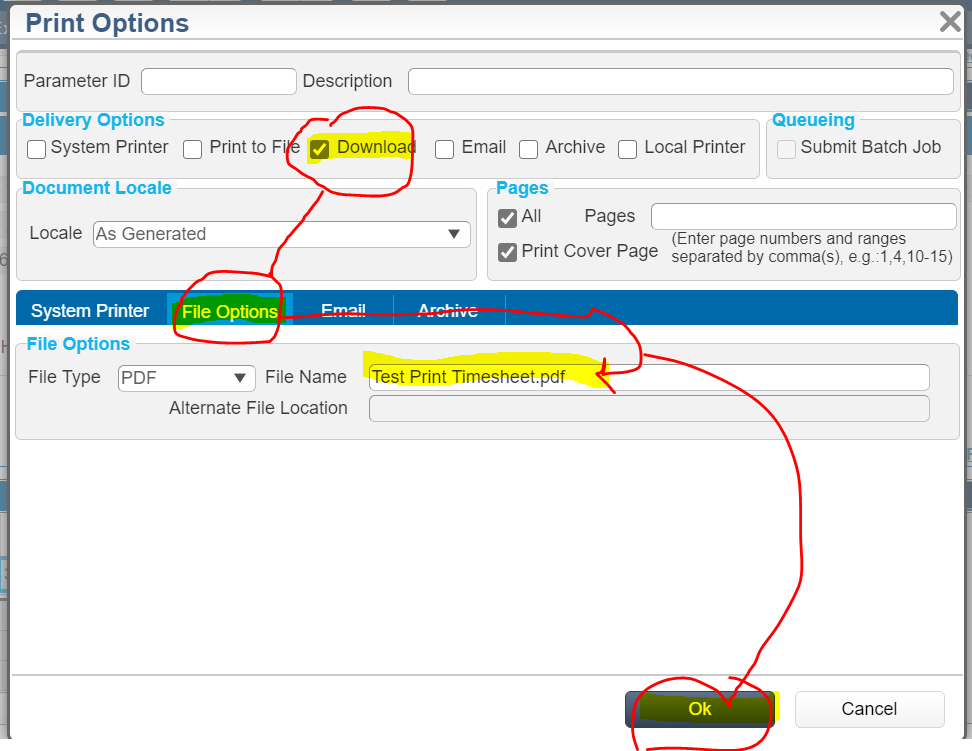 Print Options
Parameter ID Description
Delivery Options Queueing
System Printer Print to File Download Email Archive Local Printer Submit Batch Job
Document Locale Pages
All Pages
Locale As Generated
(Enter page numbers and ranges
Print Cover Page separated by comma(s), e.g.:1,4,10-15)
System Printer File Options Email Archive
File Options
File Type PDF File Name Test Print Timesheet.pdf
Alternate File Location
Ok Cancel